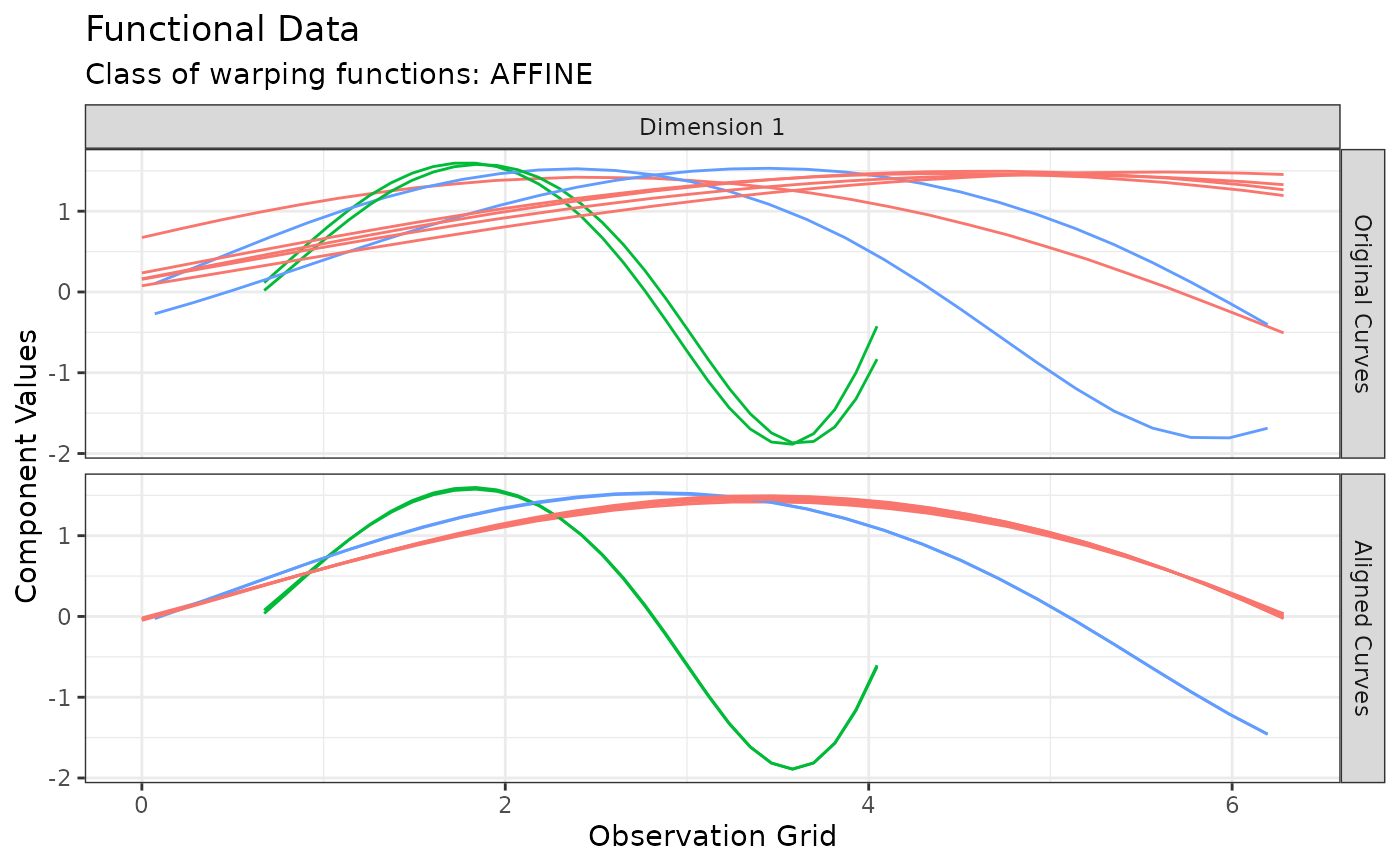 Functional Data
Class of warping functions: AFFINE
Dimension 1
Component Values
1
0
-1
-2
Original Curves
1
0
-1
-2
Aligned Curves
0 2 4 6
Observation Grid